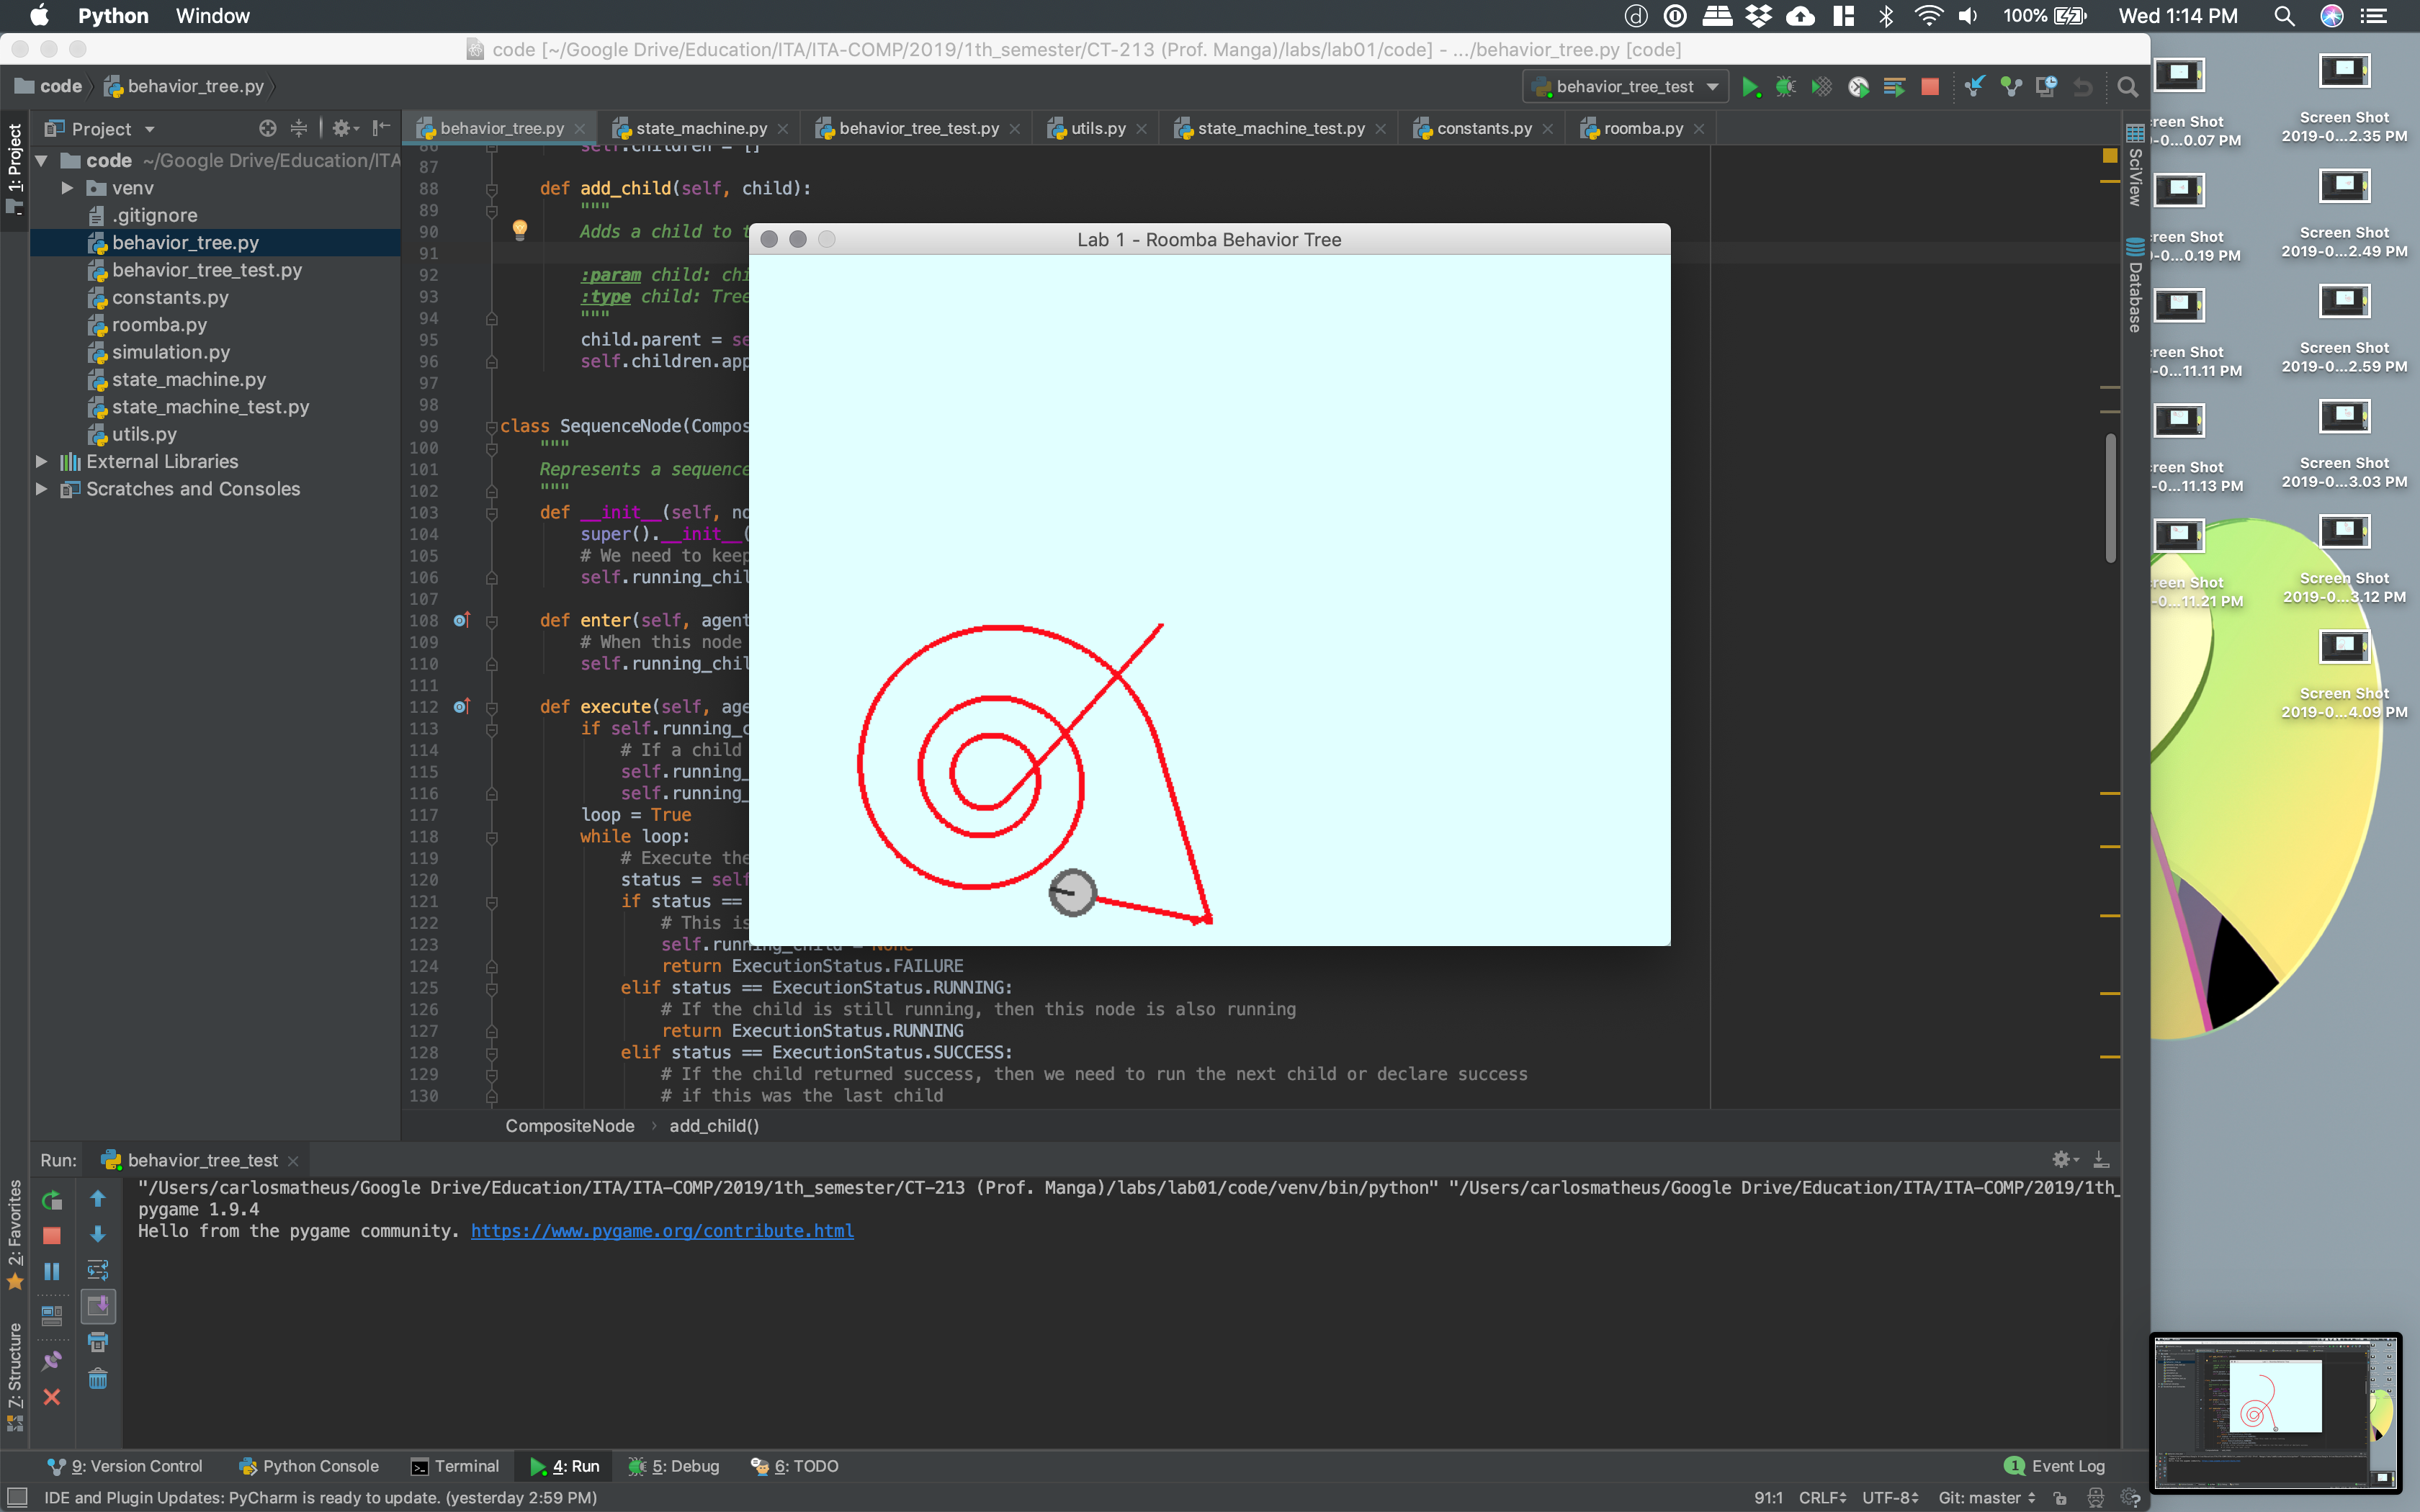 Python Window
100% Wed 1:14 PM
code [~/Google Drive/Education/ITA/ITA-COMP/2019/1th_semester/CT-213 (Prof. Manga)/labs/lab01/code] - .../behavior_tree.py [code]
code behavior_tree.py
behavior_tree_test
Project
behavior_tree.py state_machine.py behavior_tree_test.py utils.py state_machine_test.py constants.py roomba.py
1: Project
code ~/Google Drive/Education/ITA
venv
.gitignore
behavior_tree.py
behavior_tree_test.py
constants.py
roomba.py
simulation.py
state_machine.py
state_machine_test.py
utils.py
External Libraries
Scratches and Consoles
86 self.children = []
87
88 def add_child(self, child):
89 """
90 Adds a child to t
91
92 :param child: chi
93 :type child: Tree
94 """
95 child.parent = se
96 self.children.app
97
98
99 class SequenceNode(Compos
100 """
101 Represents a sequence
102 """
103 def __init__(self, no
104 super().__init__(
105 # We need to keep
106 self.running_chil
107
108 def enter(self, agent
109 # When this node
110 self.running_chil
111
112 def execute(self, age
113 if self.running_c
114 # If a child
115 self.running_
116 self.running_
117 loop = True
118 while loop:
119 # Execute the
120 status = self
121 if status ==
122 # This is
123 self.running_child = None
124 return ExecutionStatus.FAILURE
125 elif status == ExecutionStatus.RUNNING:
126 # If the child is still running, then this node is also running
127 return ExecutionStatus.RUNNING
128 elif status == ExecutionStatus.SUCCESS:
129 # If the child returned success, then we need to run the next child or declare success
130 # if this was the last child
CompositeNode add_child()
Lab 1 - Roomba Behavior Tree
SciView
Database
Run: behavior_tree_test
"/Users/carlosmatheus/Google Drive/Education/ITA/ITA-COMP/2019/1th_semester/CT-213 (Prof. Manga)/labs/lab01/code/venv/bin/python" "/Users/carlosmatheus/Google Drive/Education/ITA/ITA-COMP/2019/1th_
pygame 1.9.4
Hello from the pygame community. https://www.pygame.org/contribute.html
2: Favorites
7: Structure
9: Version Control Python Console Terminal 4: Run 5: Debug 6: TODO
1 Event Log
IDE and Plugin Updates: PyCharm is ready to update. (yesterday 2:59 PM)
91:1 CRLF UTF-8 Git: master
reen Shot
-0...0.07 PM
Screen Shot
2019-0...2.35 PM
reen Shot
-0...0.19 PM
Screen Shot
2019-0...2.49 PM
reen Shot
-0...11.11 PM
Screen Shot
2019-0...2.59 PM
reen Shot
-0...11.13 PM
Screen Shot
2019-0...3.03 PM
reen Shot
-0...11.21 PM
Screen Shot
2019-0...3.12 PM
Screen Shot
2019-0...4.09 PM